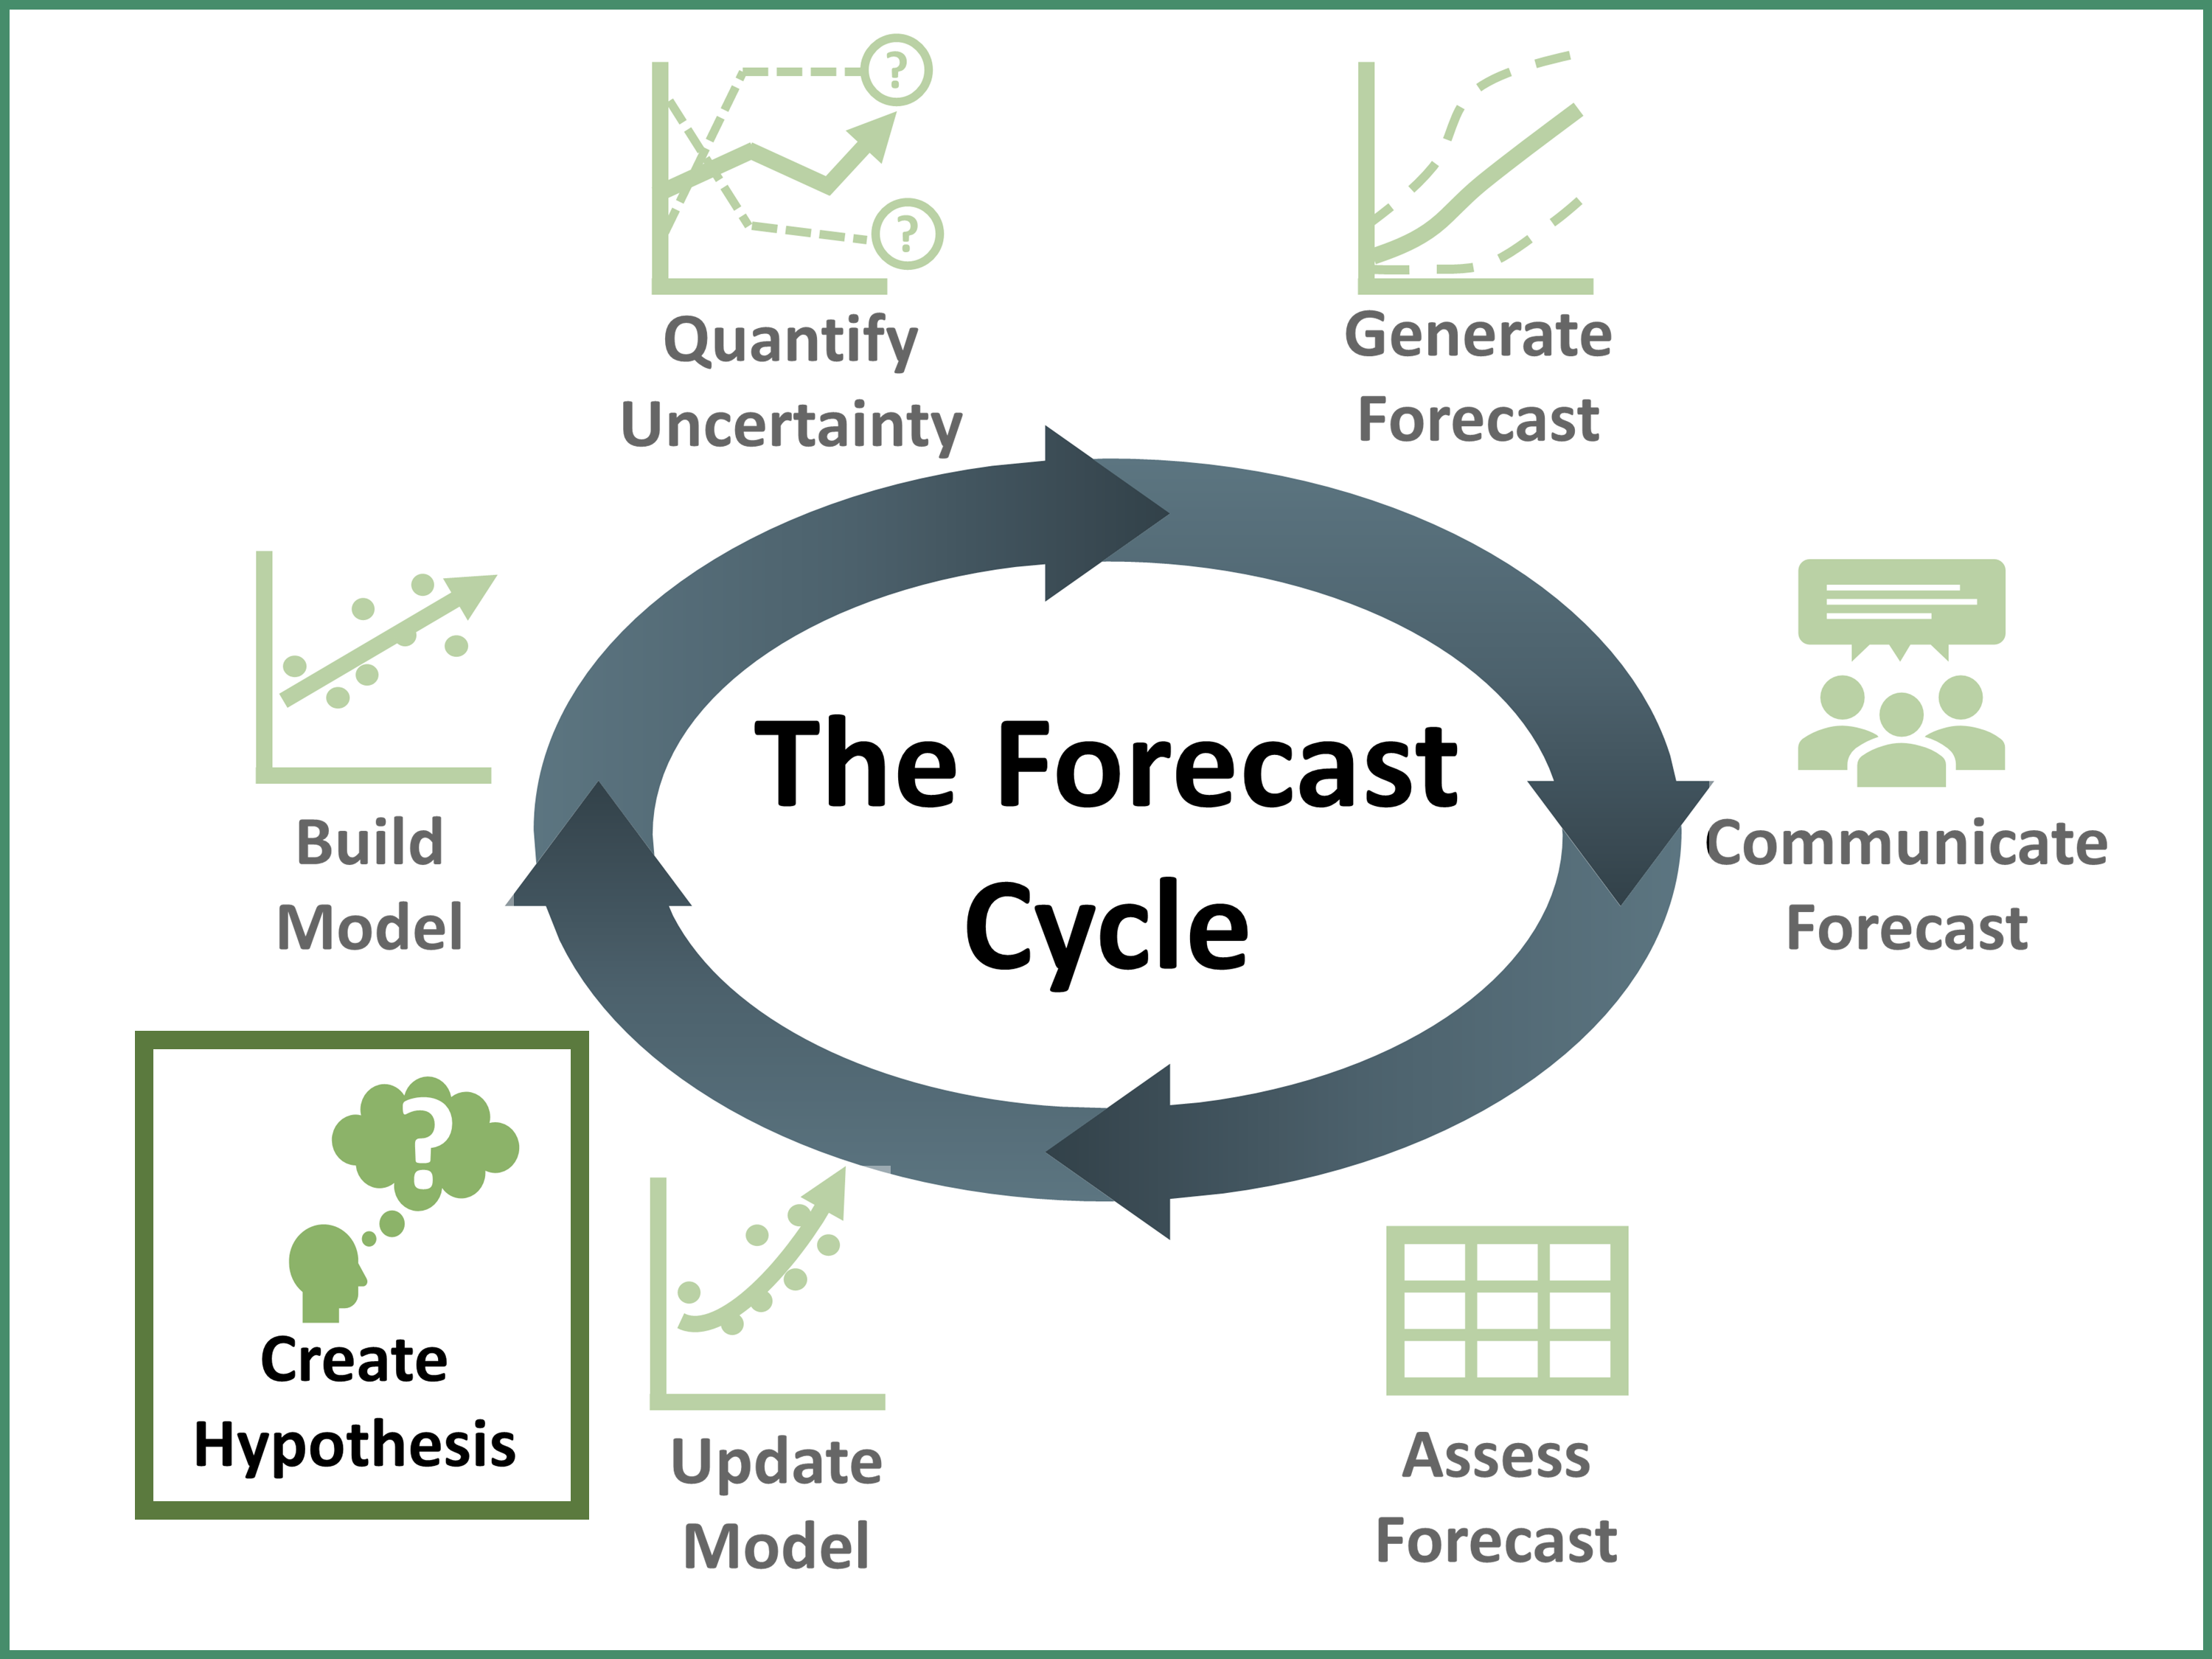 ?
?
Quantify
Uncertainty
Generate
Forecast
The Forecast
Cycle
Build
Model
Communicate
Forecast
?
Create
Hypothesis
Update
Model
Assess
Forecast